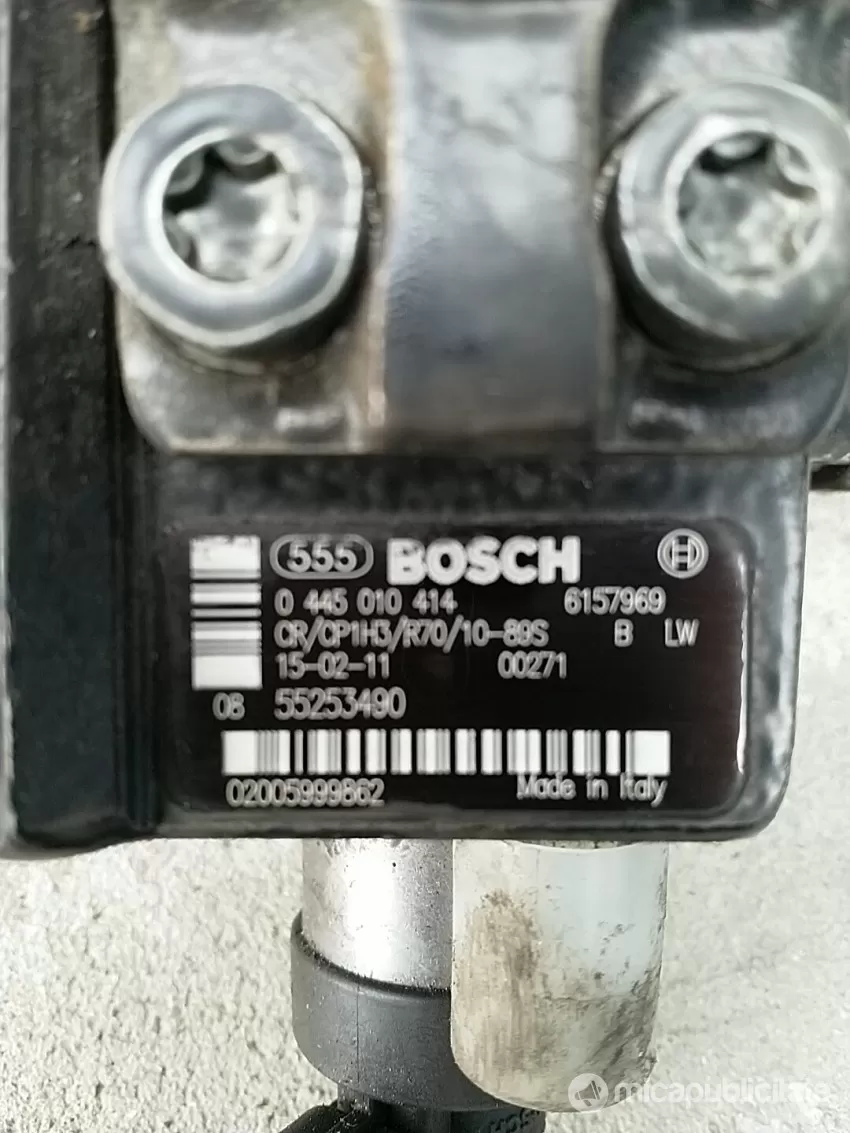 555 BOSCH
0 445 010 414 6157969
CR/CP1H3/R70/10-89S B LW
15-02-11 00271
08 55253490
02005999862 Made in Italy
micapublicitate